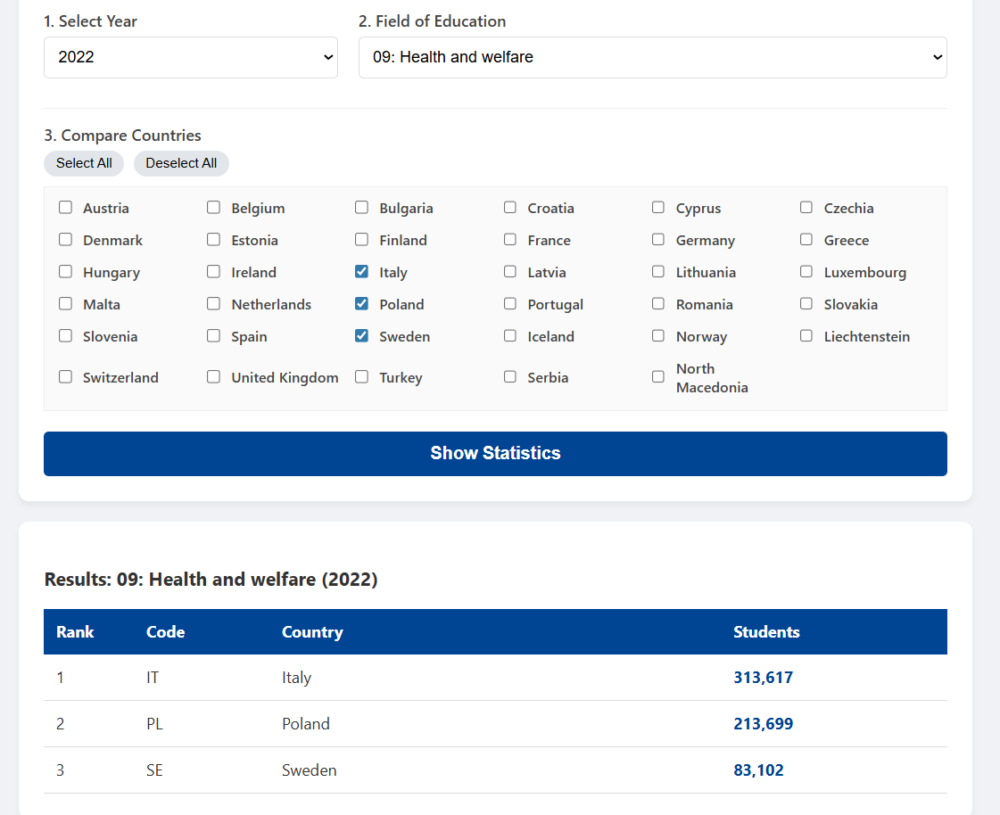 1. Select Year 2. Field of Education
2022 09: Health and welfare
3. Compare Countries
Select All Deselect All
Austria Belgium Bulgaria Croatia Cyprus Czechia
Denmark Estonia Finland France Germany Greece
Hungary Ireland Italy Latvia Lithuania Luxembourg
Malta Netherlands Poland Portugal Romania Slovakia
Slovenia Spain Sweden Iceland Norway Liechtenstein
Switzerland United Kingdom Turkey Serbia North
Macedonia
Show Statistics
Results: 09: Health and welfare (2022)
Rank Code Country Students
1 IT Italy 313,617
2 PL Poland 213,699
3 SE Sweden 83,102